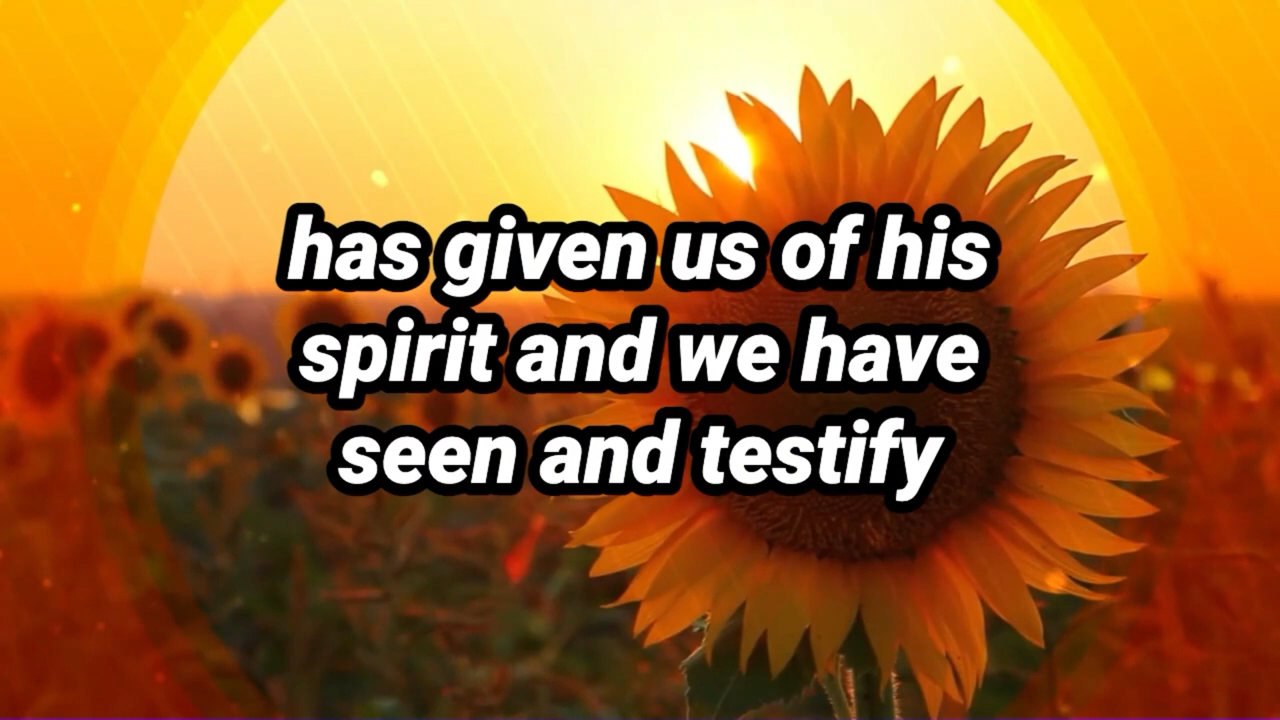 has given us of his
spirit and we have
seen and testify